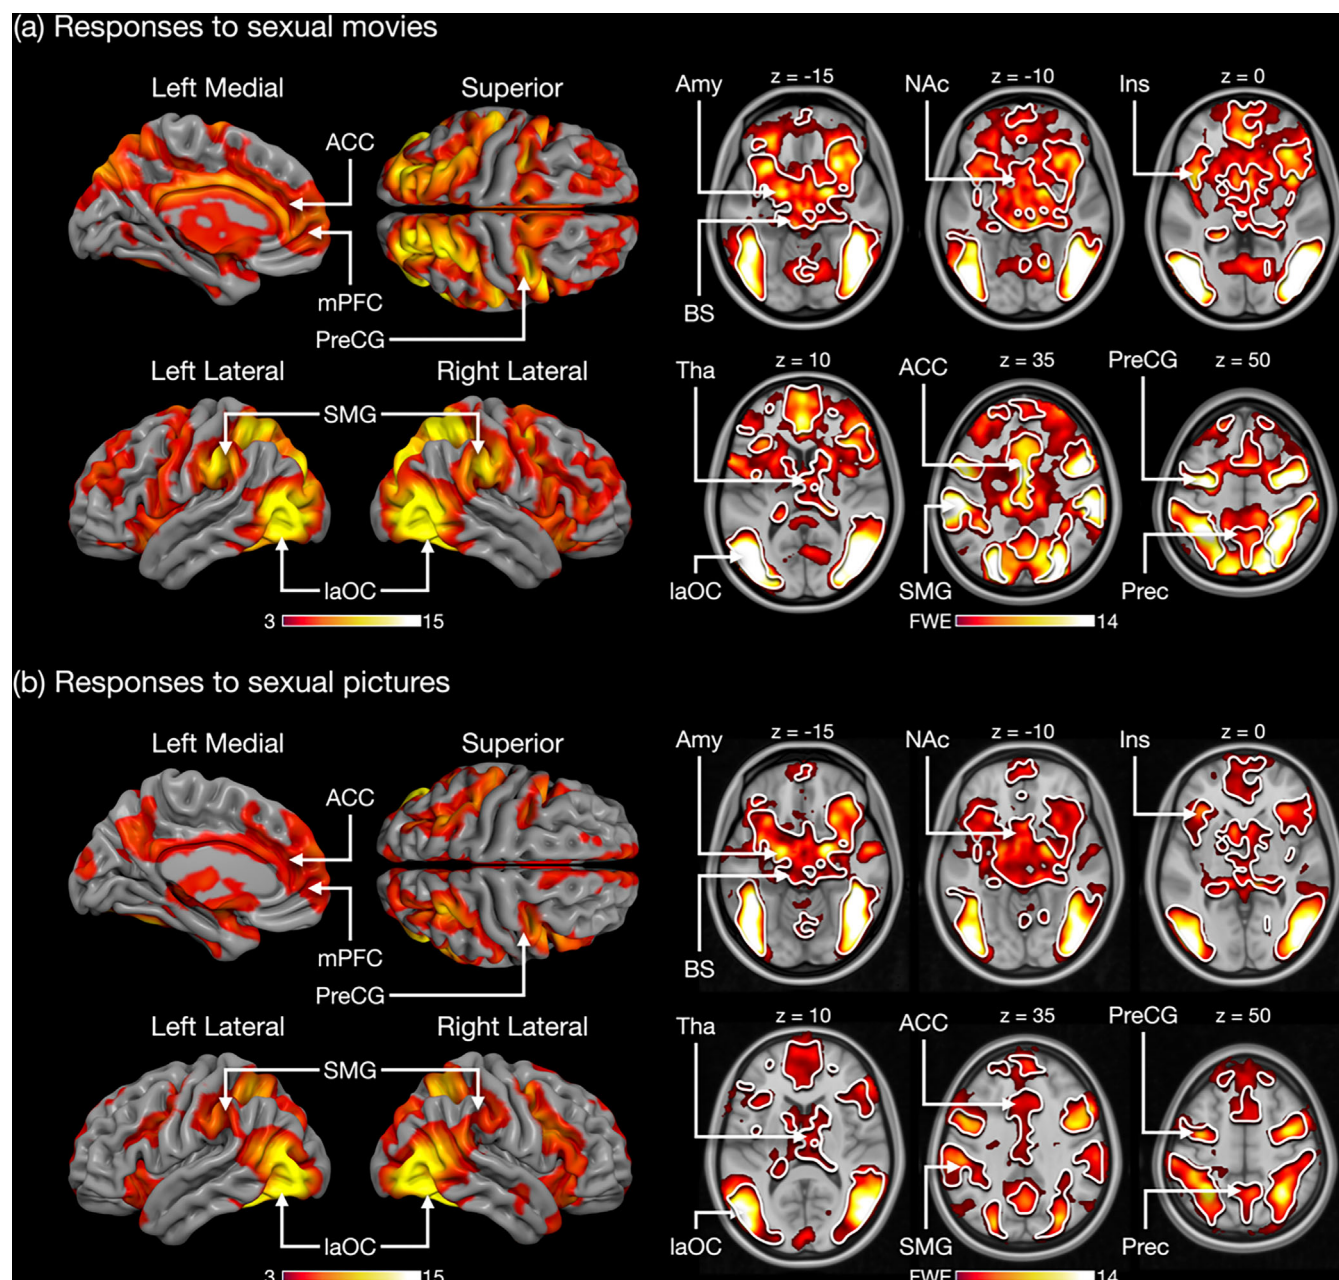 (a) Responses to sexual movies
Left Medial
Superior
ACC
mPFC
PreCG
Left Lateral
Right Lateral
SMG
laOC
3 15
Amy
z = -15
NAc
z = -10
Ins
z = 0
BS
Tha
z = 10
ACC
z = 35
PreCG
z = 50
laOC
SMG
Prec
FWE 14
(b) Responses to sexual pictures
Left Medial
Superior
ACC
mPFC
PreCG
Left Lateral
Right Lateral
SMG
laOC
3 15
Amy
z = -15
NAc
z = -10
Ins
z = 0
BS
Tha
z = 10
ACC
z = 35
PreCG
z = 50
laOC
SMG
Prec
FWE 14